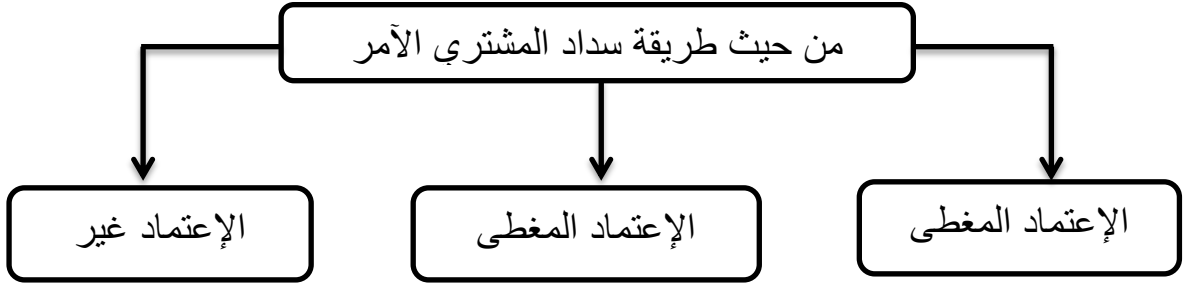 من حيث طريقة سداد المشتري الآمر
الإعتماد المغطى
الإعتماد المغطى
الإعتماد غير